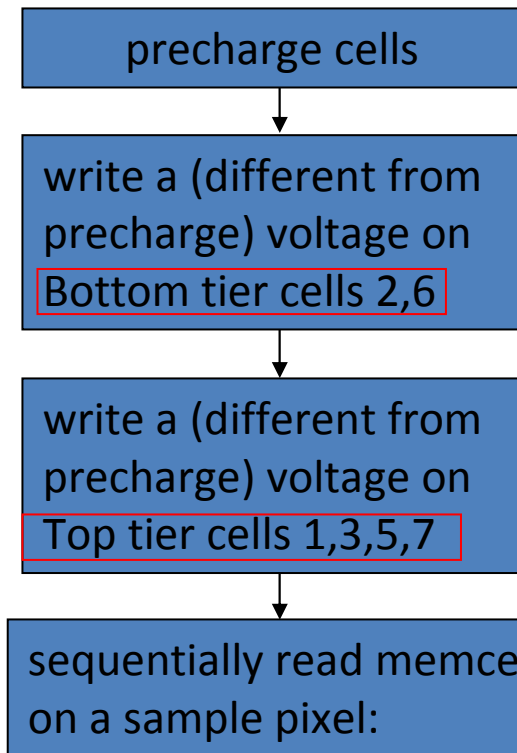 precharge cells
write a (different from
precharge) voltage on
Bottom tier cells 2,6
write a (different from
precharge) voltage on
Top tier cells 1,3,5,7
sequentially read memce
on a sample pixel: